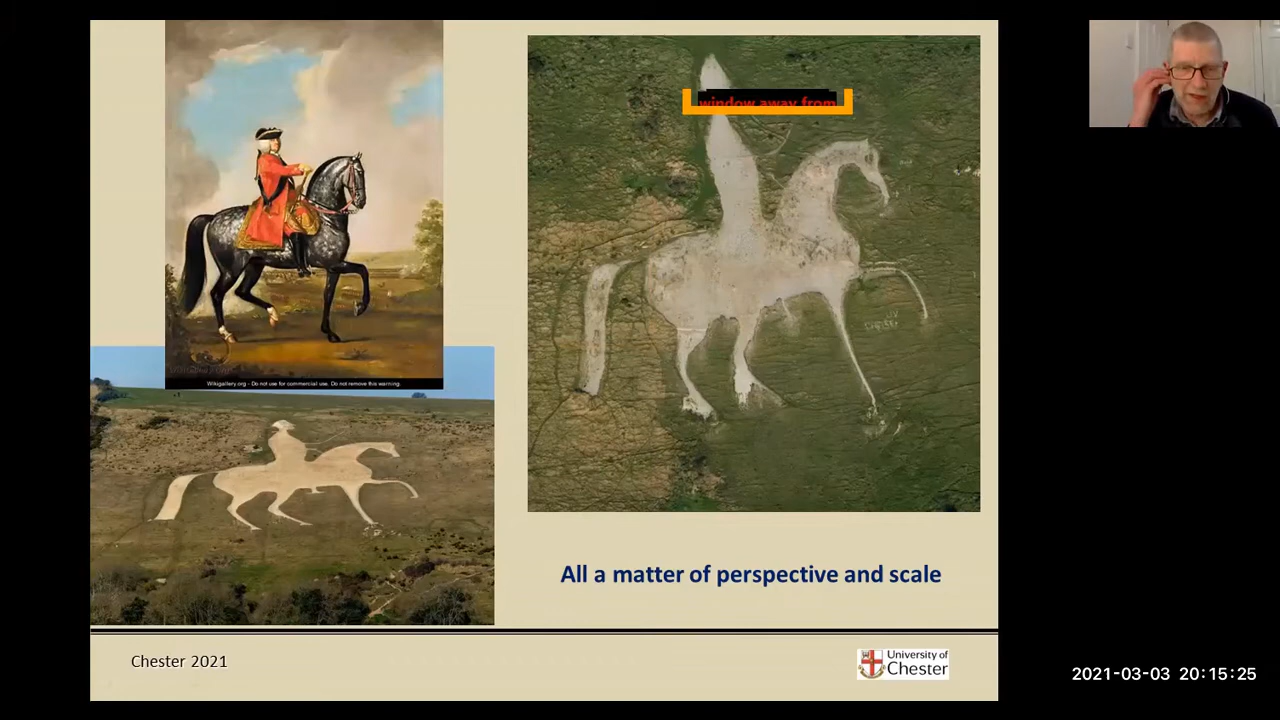 window away from
Wikigallery.org - Do not use for commercial use. Do not remove this warning.
All a matter of perspective and scale
Chester 2021
University of
Chester
2021-03-03 20:15:25